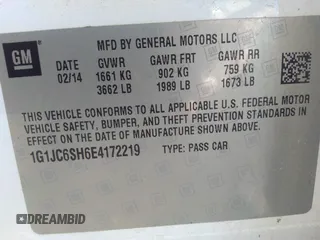 GM
MFD BY GENERAL MOTORS LLC
02/14 GVWR GAWR FRT GAWR RR
1661 KG 902 KG 759 KG
3662 LB 1989 LB 1673 LB
THIS VEHICLE CONFORMS TO ALL APPLICABLE U.S. FEDERAL MOTOR
VEHICLE SAFETY, BUMPER, AND THEFT PREVENTION STANDARDS IN
EFFECT ON THE DATE OF MANUFACTURE SHOWN ABOVE.
1G1JC6SH6E4172219 TYPE: PASS CAR
DREAMBID